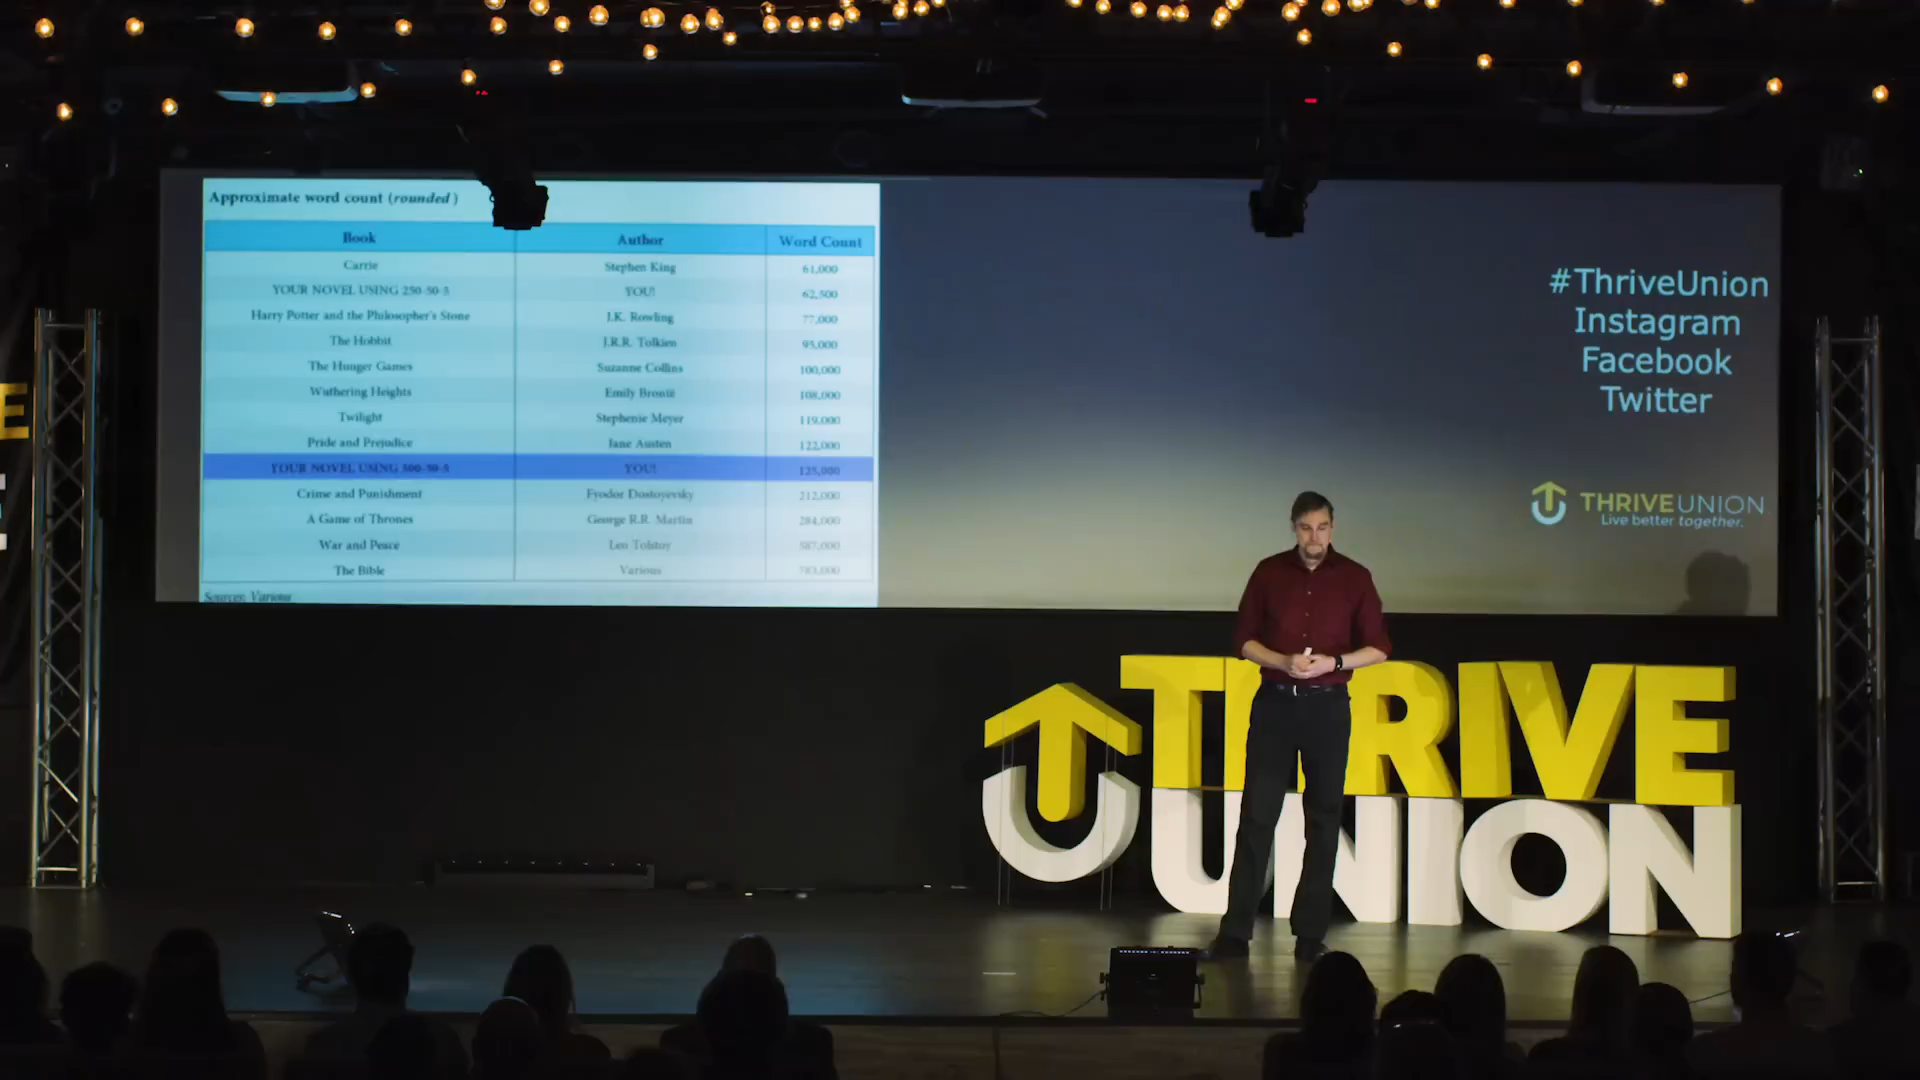 Approximate word count (rounded )
Book Author Word Count
Carrie Stephen King 61,000
YOUR NOVEL USING 250-50-5 YOU! 62,500
Harry Potter and the Philosopher's Stone J.K. Rowling 77,000
The Hobbit J.R.R. Tolkien 95,000
The Hunger Games Suzanne Collins 100,000
Wuthering Heights Emily Bronte 108,000
Twilight Stephenie Meyer 119,000
Pride and Prejudice Jane Austen 122,000
YOUR NOVEL USING 500-50-5 YOU! 125,000
Crime and Punishment Fyodor Dostoyevsky 212,000
A Game of Thrones George R.R. Martin 284,000
War and Peace Leo Tolstoy 587,000
The Bible Various 783,000
Sources: Various
#ThriveUnion
Instagram
Facebook
Twitter
THRIVEUNION
Live better together.
THRIVE
UNION
E
E